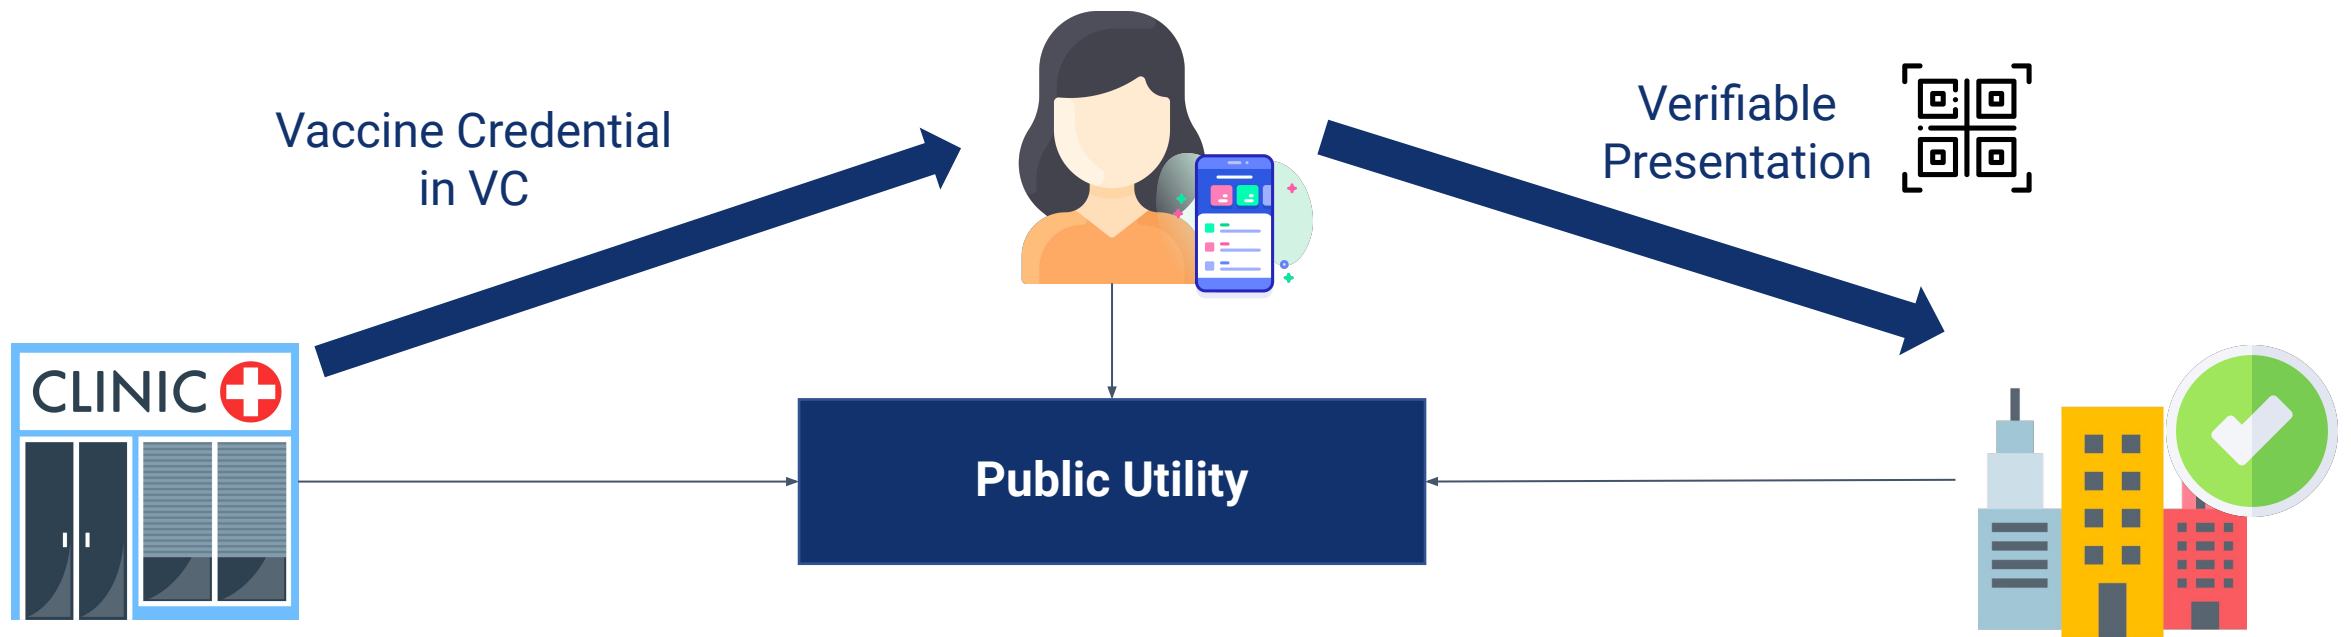 Vaccine Credential
in VC
Verifiable
Presentation
CLINIC
Public Utility